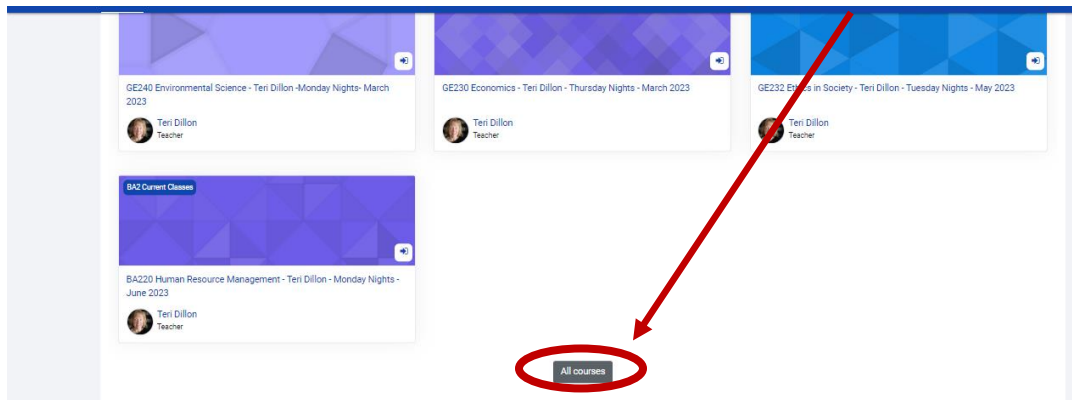 GE240 Environmental Science - Teri Dillon -Monday Nights- March
2023
Teri Dillon
Teacher
GE230 Economics - Teri Dillon - Thursday Nights - March 2023
Teri Dillon
Teacher
GE232 Ethics in Society - Teri Dillon - Tuesday Nights - May 2023
Teri Dillon
Teacher
BA2 Current Classes
BA220 Human Resource Management - Teri Dillon - Monday Nights -
June 2023
Teri Dillon
Teacher
All courses